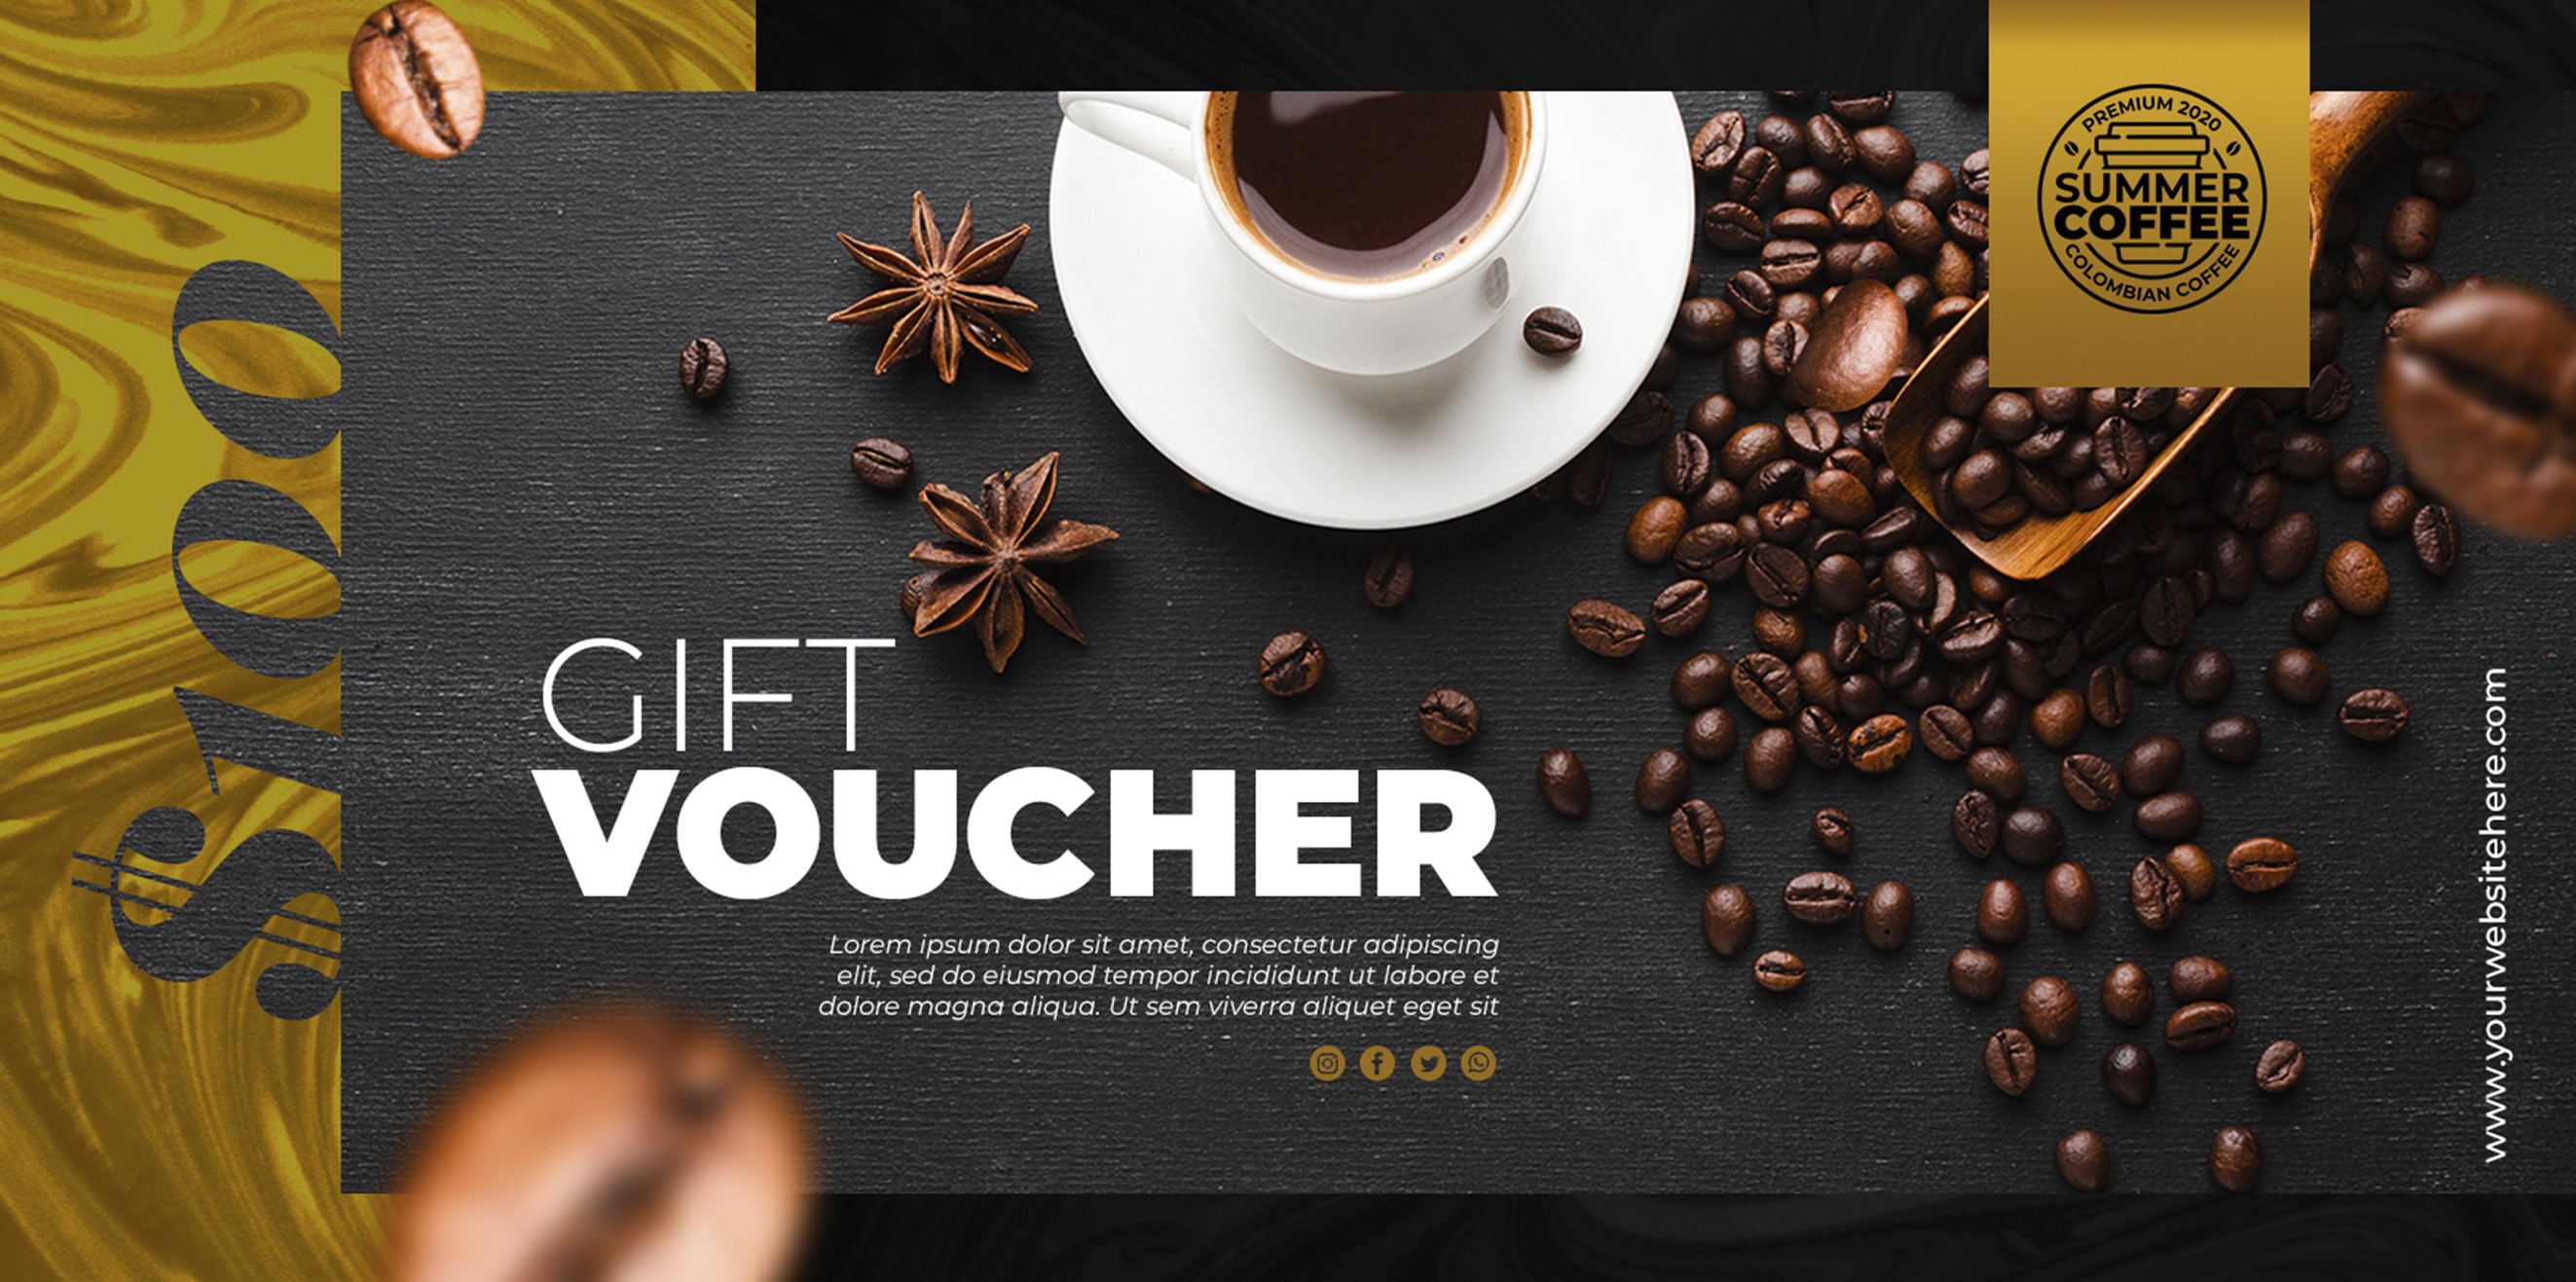 $100
PREMIUM 2020
SUMMER
COFFEE
COLOMBIAN COFFEE
GIFT
VOUCHER
Lorem ipsum dolor sit amet, consectetur adipiscing
elit, sed do eiusmod tempor incididunt ut labore et
dolore magna aliqua. Ut sem viverra aliquet eget sit
www.yourwebsitehere.com